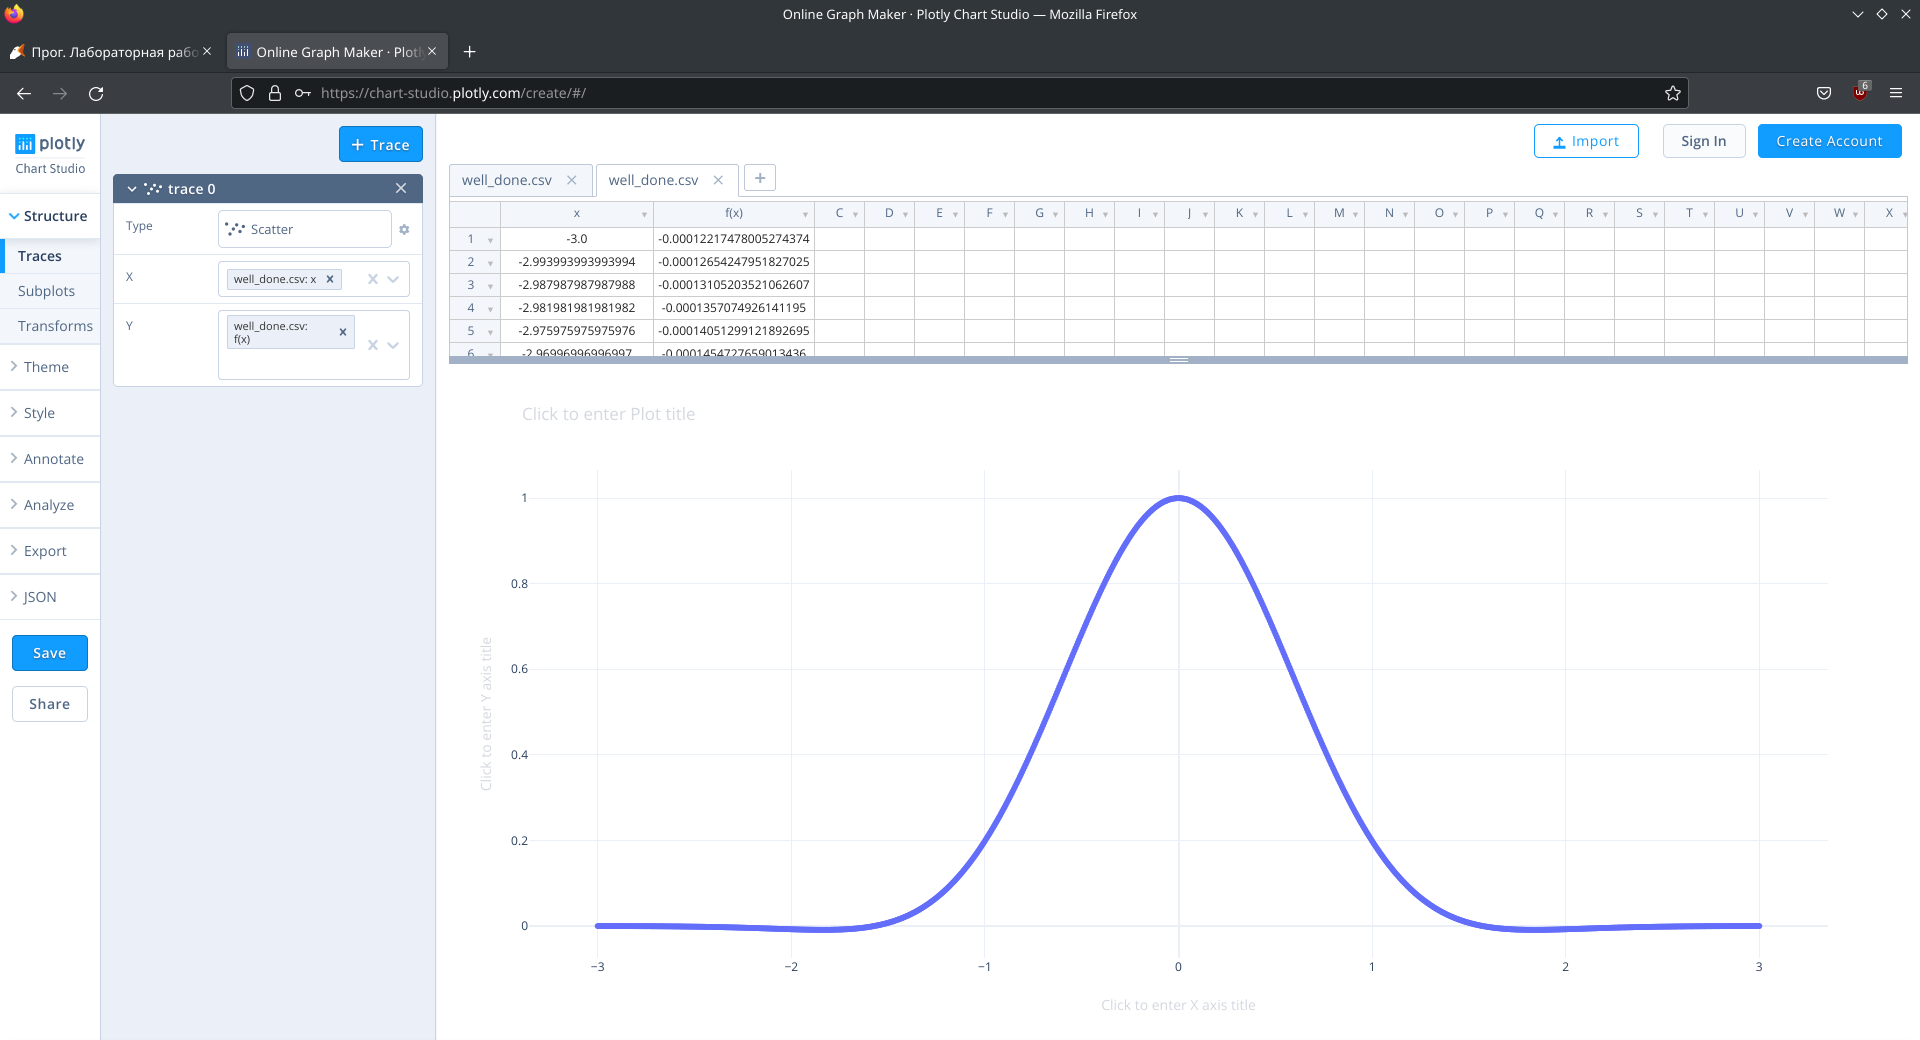 Online Graph Maker · Plotly Chart Studio — Mozilla Firefox
Прог. Лабораторная рабо
Online Graph Maker · Plotl
https://chart-studio.plotly.com/create/#/
6
plotly
Chart Studio
Structure
Traces
Subplots
Transforms
Theme
Style
Annotate
Analyze
Export
JSON
Save
Share
+ Trace
trace 0
Type
Scatter
X
well_done.csv: x
Y
well_done.csv:
f(x)
Import
Sign In
Create Account
well_done.csv
well_done.csv
+
x f(x) C D E F G H I J K L M N O P Q R S T U V W X
1 -3.0 -0.00012217478005274374
2 -2.993993993993994 -0.00012654247951827025
3 -2.987987987987988 -0.00013105203521062607
4 -2.981981981981982 -0.0001357074926141195
5 -2.975975975975976 -0.00014051299121892695
6 -2.96996996996997 -0.0001454727659013436
Click to enter Plot title
1
0.8
0.6
0.4
0.2
0
Click to enter Y axis title
−3 −2 −1 0 1 2 3
Click to enter X axis title